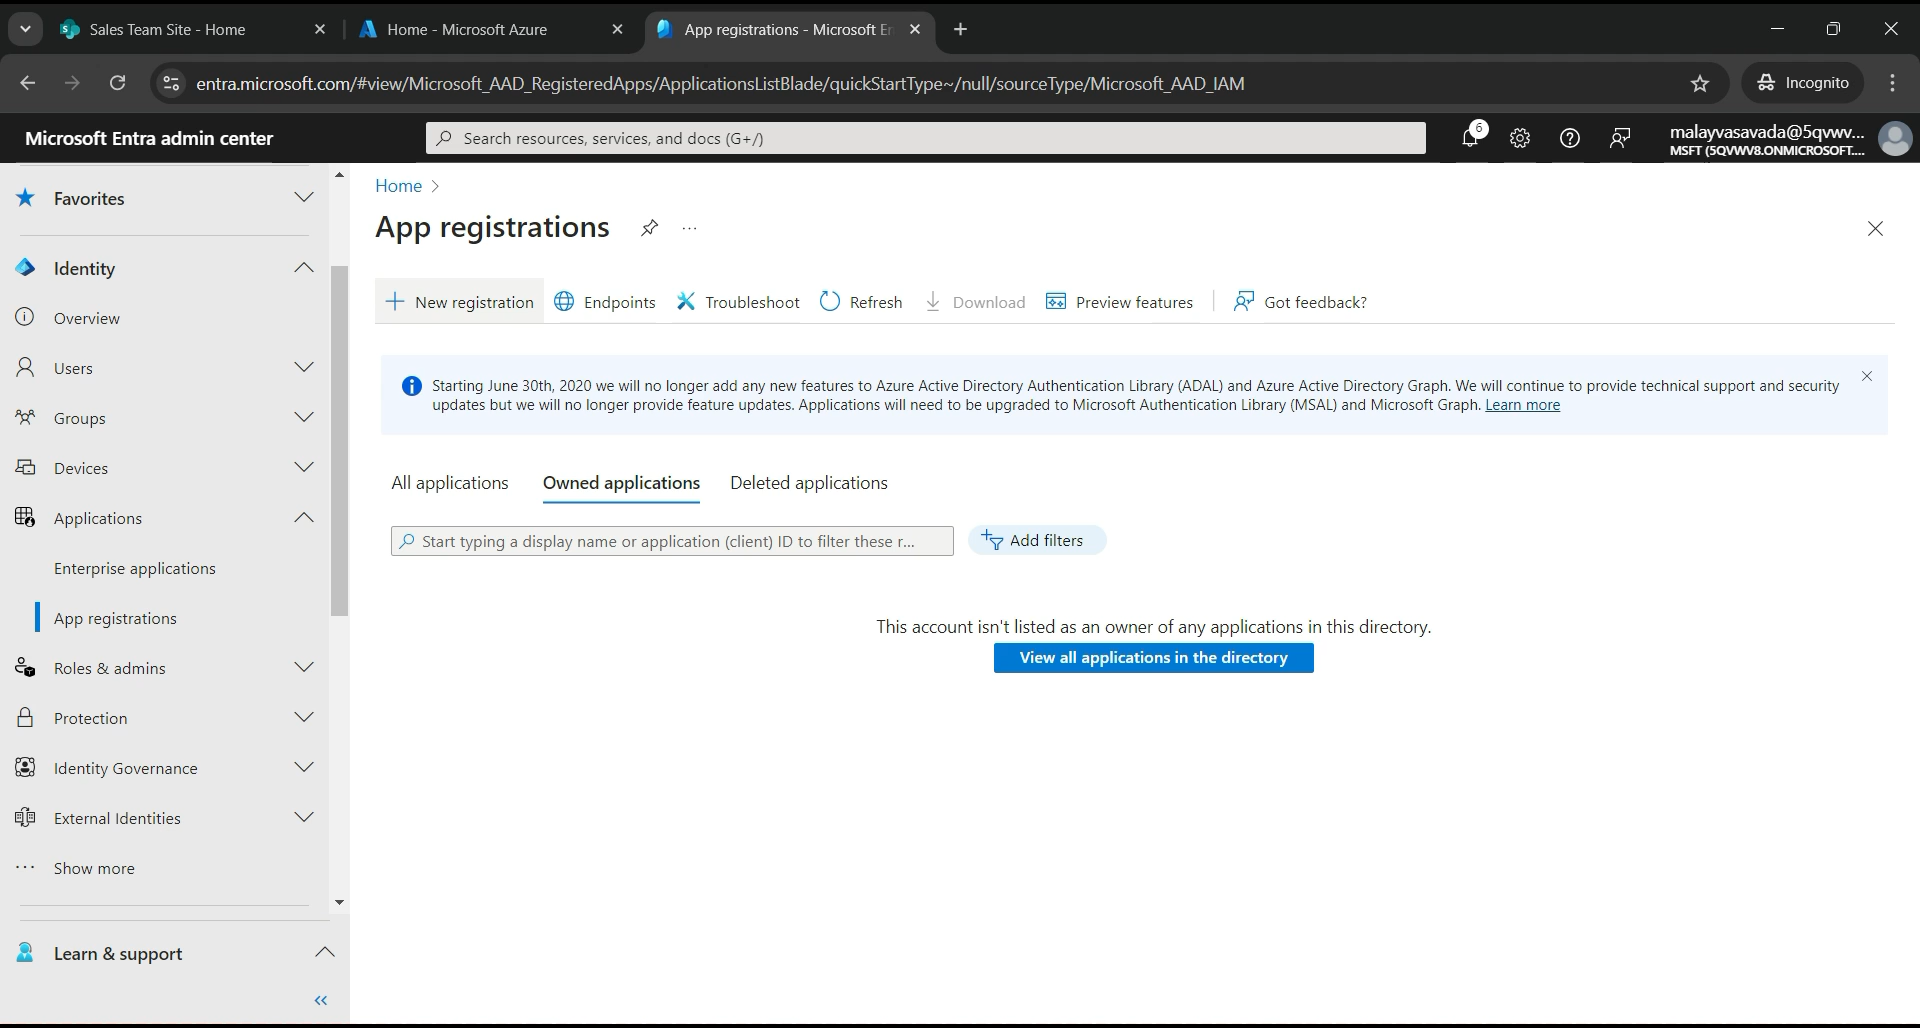 Sales Team Site - Home
Home - Microsoft Azure
App registrations - Microsoft En
entra.microsoft.com/#view/Microsoft_AAD_RegisteredApps/ApplicationsListBlade/quickStartType~/null/sourceType/Microsoft_AAD_IAM
Incognito
Microsoft Entra admin center
Search resources, services, and docs (G+/)
6
malayvasavada@5qvwv...
MSFT (5QVWV8.ONMICROSOFT....
Favorites
Identity
Overview
Users
Groups
Devices
Applications
Enterprise applications
App registrations
Roles & admins
Protection
Identity Governance
External Identities
Show more
Learn & support
Home
App registrations
New registration
Endpoints
Troubleshoot
Refresh
Download
Preview features
Got feedback?
Starting June 30th, 2020 we will no longer add any new features to Azure Active Directory Authentication Library (ADAL) and Azure Active Directory Graph. We will continue to provide technical support and security
updates but we will no longer provide feature updates. Applications will need to be upgraded to Microsoft Authentication Library (MSAL) and Microsoft Graph. Learn more
All applications
Owned applications
Deleted applications
Start typing a display name or application (client) ID to filter these r...
Add filters
This account isn't listed as an owner of any applications in this directory.
View all applications in the directory